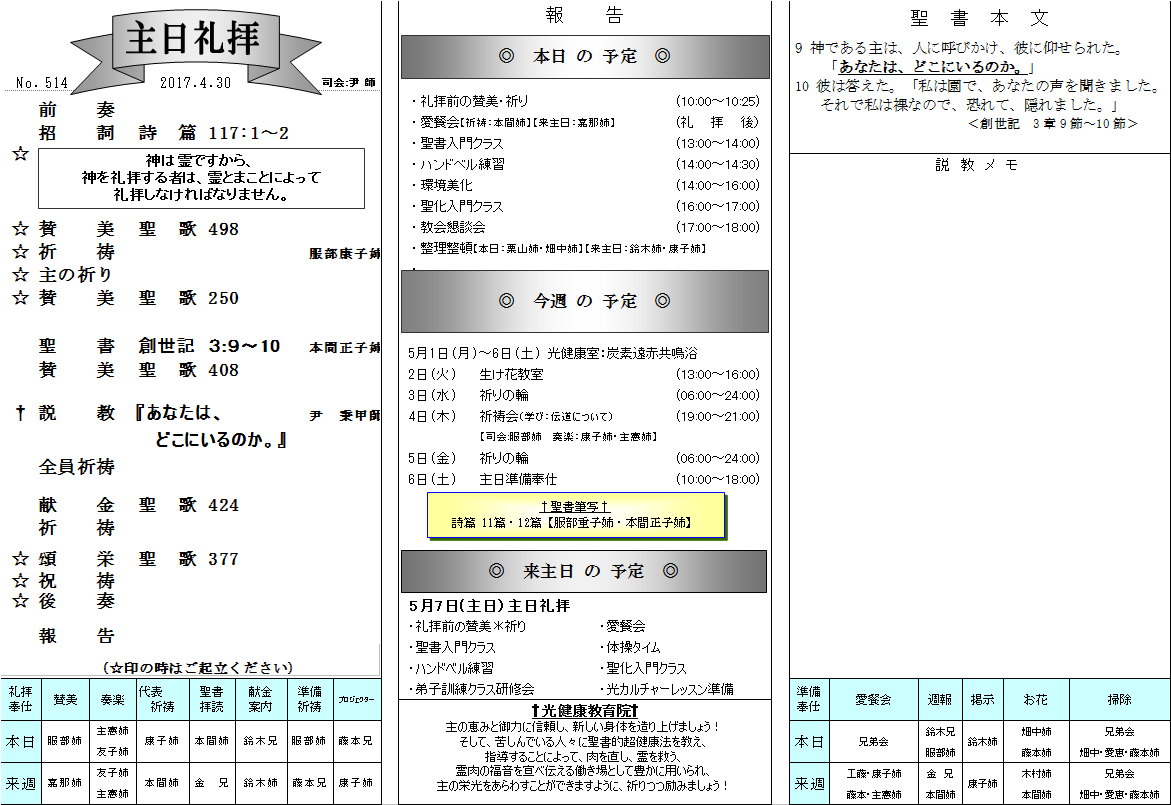 主日礼拝
No. 514 2017.4.30 司会:尹 師
前 奏
招 詞 詩 篇 117:1～2
☆
神は霊ですから、
神を礼拝する者は、霊とまことによって
礼拝しなければなりません。
☆ 賛 美 聖 歌 498
☆ 祈 祷 服部康子姉
☆ 主の祈り
☆ 賛 美 聖 歌 250
聖 書 創世記 3:9～10 本間正子姉
賛 美 聖 歌 408
† 説 教 『あなたは、 尹 秉甲師
どこにいるのか。』
全員祈祷
献 金 聖 歌 424
祈 祷
☆ 頌 栄 聖 歌 377
☆ 祝 祷
☆ 後 奏
報 告
(☆印の時はご起立ください)
礼拝奉仕 賛美 奏楽 代表祈祷 聖書拝読 献金案内 準備祈祷 プロジェクター
本日 服部姉 主憲姉 友子姉 康子姉 本間姉 鈴木兄 服部姉 藤本兄
来週 嘉那姉 友子姉 主憲姉 本間姉 金 兄 鈴木姉 藤本兄 康子姉
報 告
◎ 本日 の 予定 ◎
・礼拝前の賛美・祈り (10:00～10:25)
・愛餐会【祈祷:本間姉】【来主日:嘉那姉】 (礼 拝 後)
・聖書入門クラス (13:00～14:00)
・ハンドベル練習 (14:00～14:30)
・環境美化 (14:00～16:00)
・聖化入門クラス (16:00～17:00)
・教会懇談会 (17:00～18:00)
・整理整頓【本日:栗山姉・畑中姉】【来主日:鈴木姉・康子姉】
◎ 今週 の 予定 ◎
5月1日(月)～6日(土) 光健康室:炭素遠赤共鳴浴
2日(火) 生け花教室 (13:00～16:00)
3日(水) 祈りの輪 (06:00～24:00)
4日(木) 祈祷会(学び:伝道について) (19:00～21:00)
【司会:服部姉 奏楽:康子姉・主憲姉】
5日(金) 祈りの輪 (06:00～24:00)
6日(土) 主日準備奉仕 (10:00～18:00)
†聖書筆写†
詩篇 11篇・12篇【服部重子姉・本間正子姉】
◎ 来主日 の 予定 ◎
5月7日(主日) 主日礼拝
・礼拝前の賛美＊祈り ・愛餐会
・聖書入門クラス ・体操タイム
・ハンドベル練習 ・聖化入門クラス
・弟子訓練クラス研修会 ・光カルチャーレッスン準備
†光健康教育院†
主の恵みと御力に信頼し、新しい身体を造り上げましょう!
そして、苦しんでいる人々に聖書的超健康法を教え、
指導することによって、肉を直し、霊を救う、
霊肉の福音を宣べ伝える働き場として豊かに用いられ、
主の栄光をあらわすことができますように、祈りつつ励みましょう!
聖 書 本 文
9 神である主は、人に呼びかけ、彼に仰せられた。
「あなたは、どこにいるのか。」
10 彼は答えた。「私は園で、あなたの声を聞きました。
それで私は裸なので、恐れて、隠れました。」
＜創世記 3章9節～10節＞
説 教 メ モ
準備奉仕 愛餐会 週報 掲示 お花 掃除
本日 兄弟会 鈴木兄 服部姉 鈴木姉 畑中姉 藤本姉 兄弟会 畑中・愛恵・藤本姉
来週 工藤・康子姉 藤本・主憲姉 金 兄 本間姉 康子姉 木村姉 本間姉 兄弟会 畑中・愛恵・藤本姉